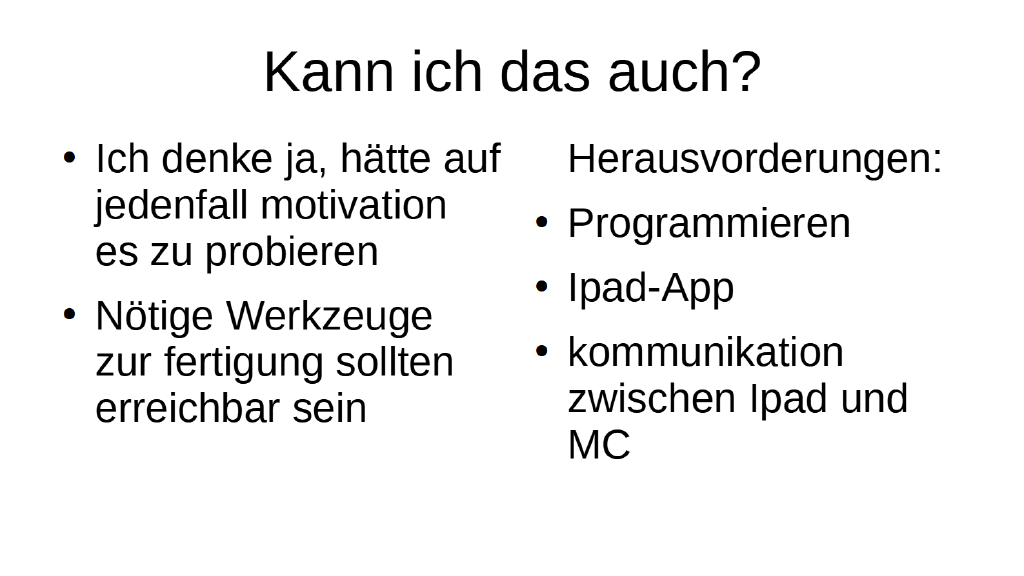 Kann ich das auch?
• Ich denke ja, hätte auf
jedenfall motivation
es zu probieren
• Nötige Werkzeuge
zur fertigung sollten
erreichbar sein
Herausvorderungen:
• Programmieren
• Ipad-App
• kommunikation
zwischen Ipad und
MC